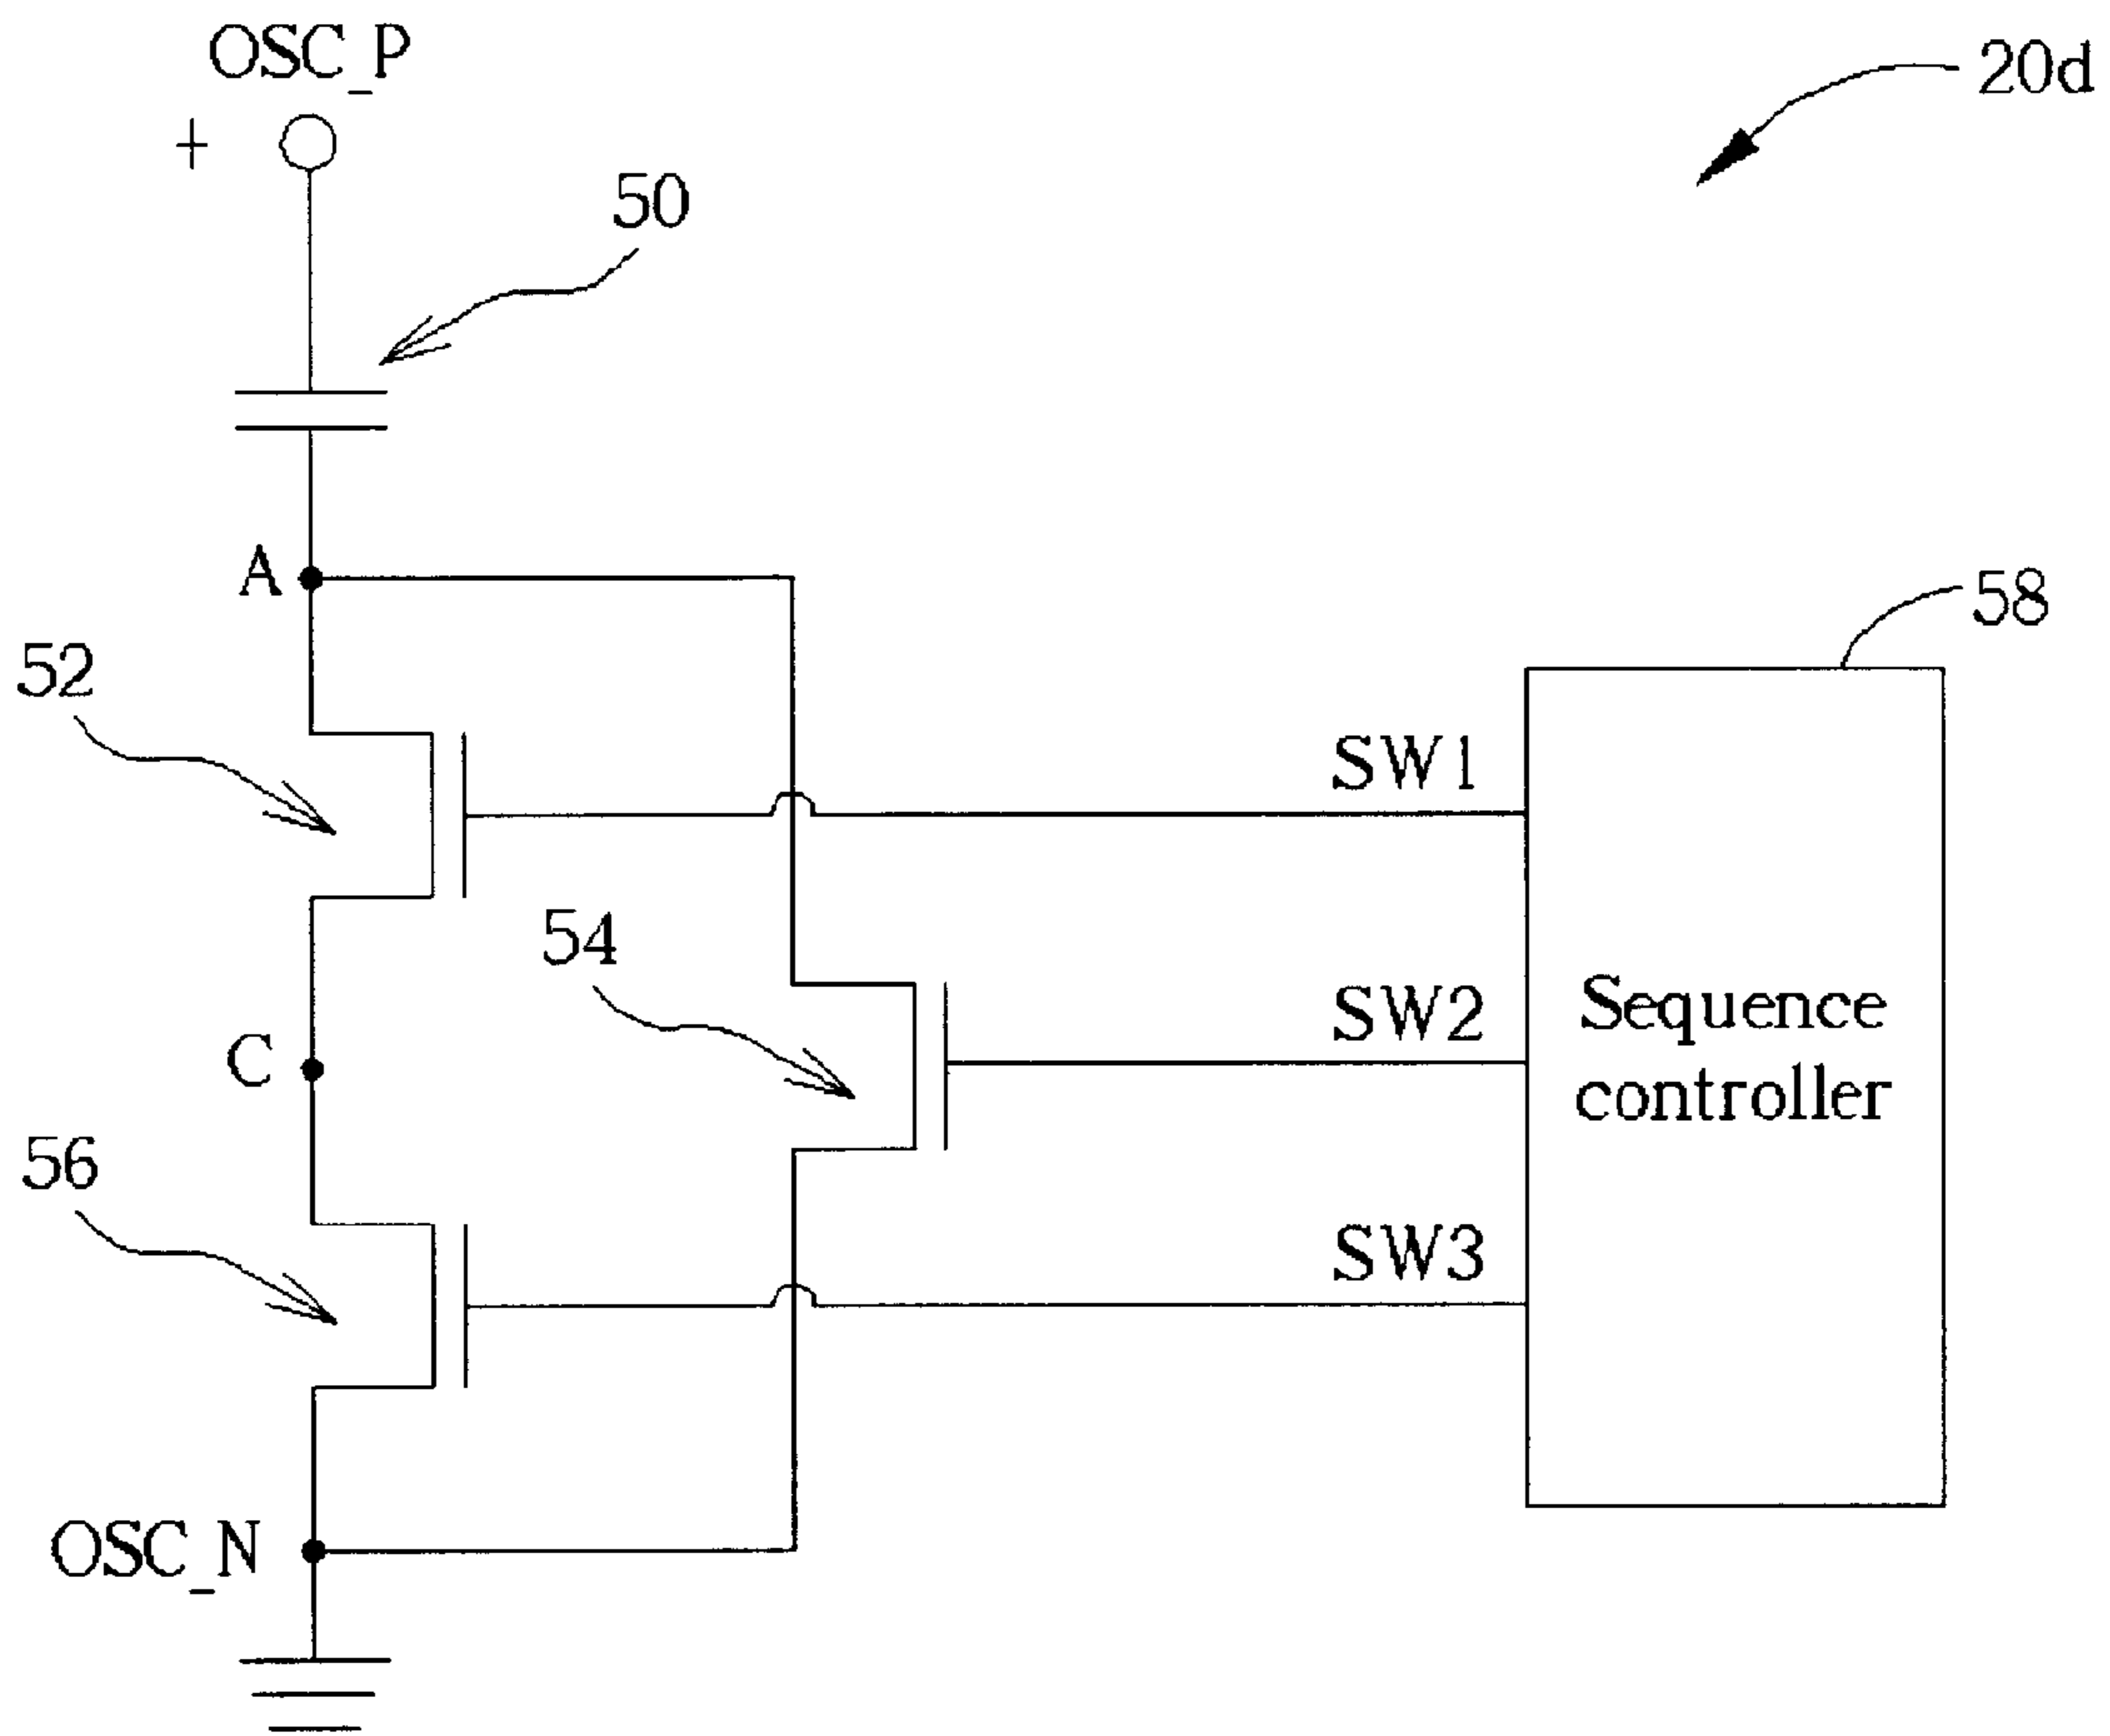 OSC_P
20d
+
50
A
58
52
SW1
54
SW2
Sequence
controller
C
56
SW3
OSC_N